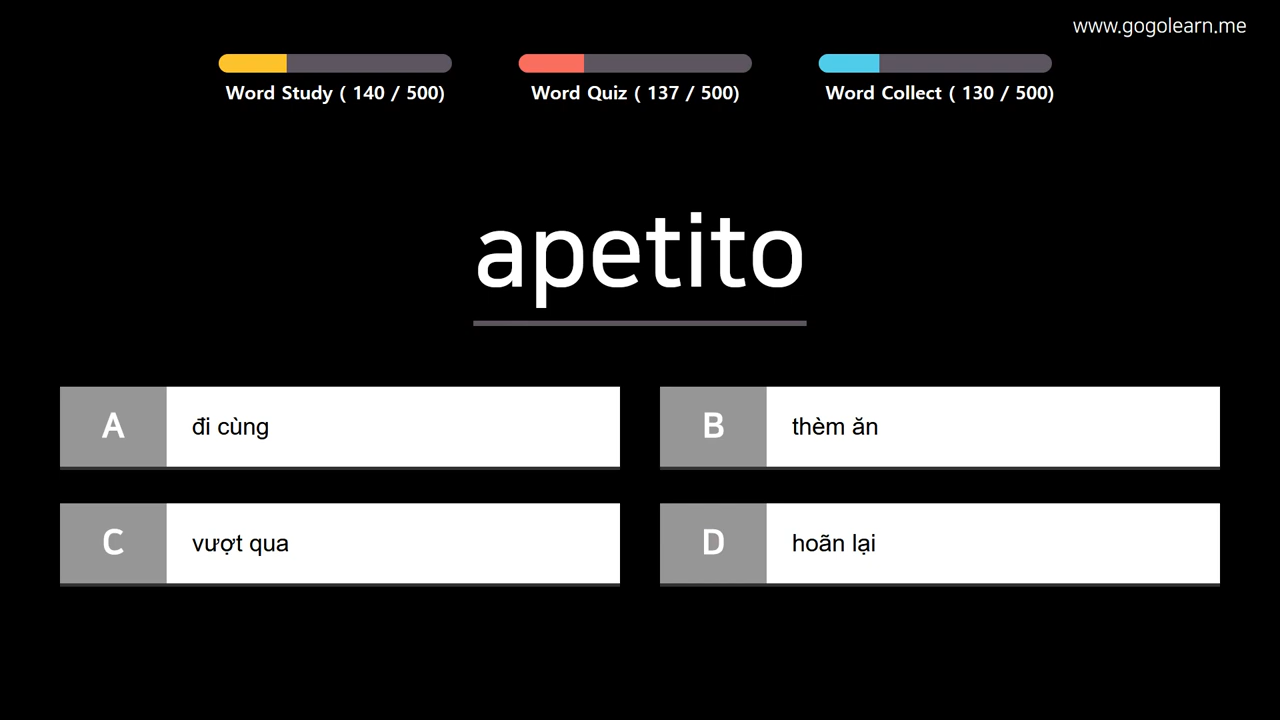 www.gogolearn.me
Word Study ( 140 / 500)
Word Quiz ( 137 / 500)
Word Collect ( 130 / 500)
apetito
A
đi cùng
B
thèm ăn
C
vượt qua
D
hoãn lại